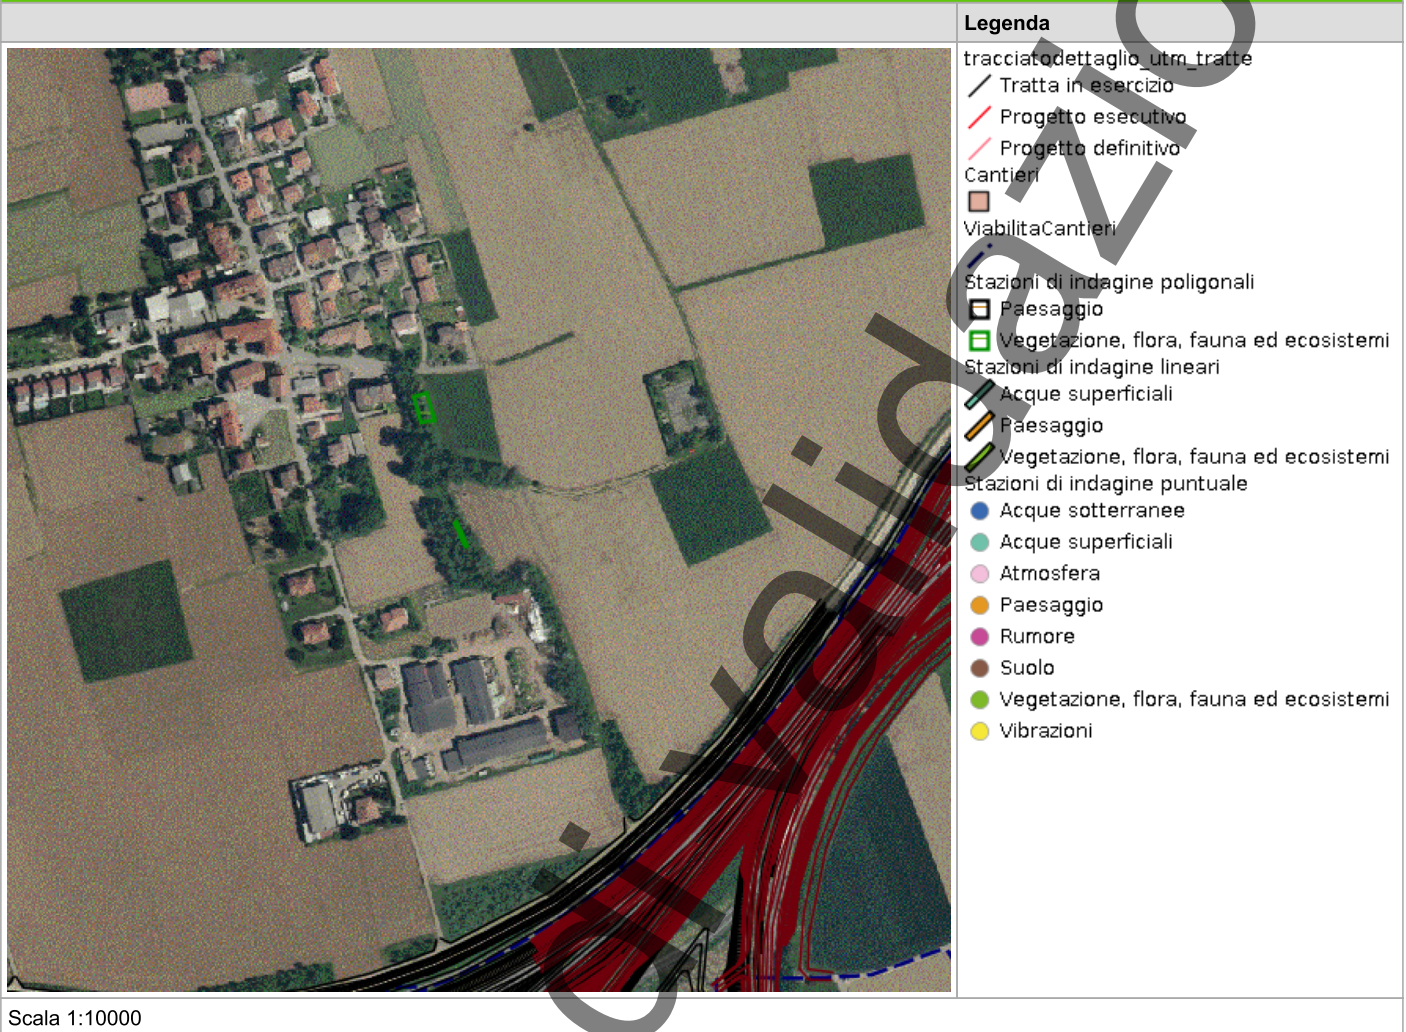 Legenda
tracciatodettaglio_utm_tratte
Tratta in esercizio
Progetto esecutivo
Progetto definitivo
Cantieri
ViabilitaCantieri
Stazioni di indagine poligonali
Paesaggio
Vegetazione, flora, fauna ed ecosistemi
Stazioni di indagine lineari
Acque superficiali
Paesaggio
Vegetazione, flora, fauna ed ecosistemi
Stazioni di indagine puntuale
Acque sotterranee
Acque superficiali
Atmosfera
Paesaggio
Rumore
Suolo
Vegetazione, flora, fauna ed ecosistemi
Vibrazioni
Scala 1:10000